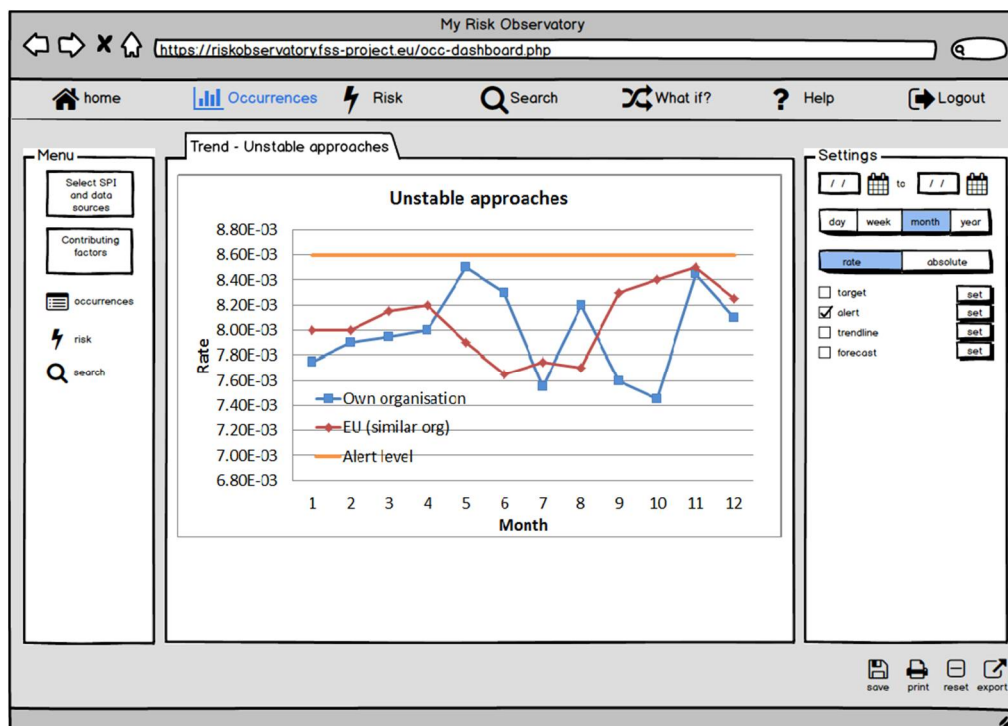 My Risk Observatory
https://riskobservatory.fss-project.eu/occ-dashboard.php
home
Occurrences
Risk
Search
What if?
Help
Logout
Menu
Select SPI
and data
sources
Contributing
factors
occurrences
risk
search
Trend - Unstable approaches
Unstable approaches
8.80E-03
8.60E-03
8.40E-03
8.20E-03
8.00E-03
7.80E-03
7.60E-03
7.40E-03
7.20E-03
7.00E-03
6.80E-03
Rate
Own organisation
EU (similar org)
Alert level
1 2 3 4 5 6 7 8 9 10 11 12
Month
Settings
/ / to / /
day week month year
rate absolute
target set
alert set
trendline set
forecast set
save print reset export